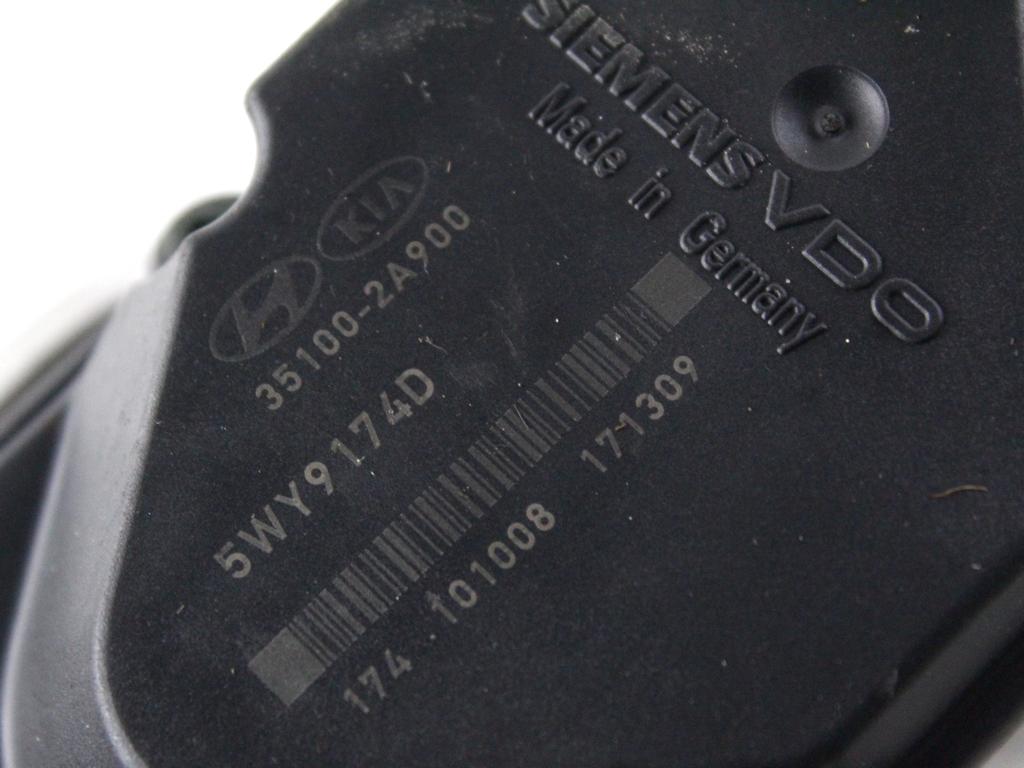 SIEMENS VDO
Made in Germany
KIA
35100-2A900
5WY9174D
174 101008 171309